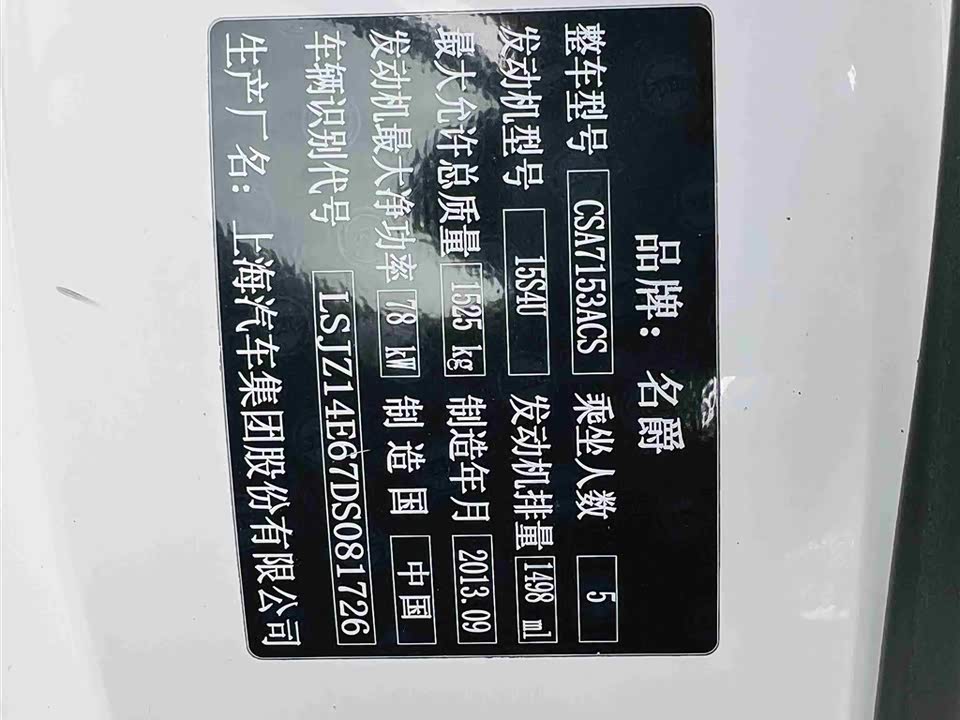 品牌: 名爵
整车型号 CSA7153ACS 乘坐人数 5
发动机型号 15S4U 发动机排量 1498 ml
最大允许总质量 1525 kg 制造年月 2013.09
发动机最大净功率 78 kW 制造国 中国
车辆识别代号 LSJZ14E67DS081726
生产厂名: 上海汽车集团股份有限公司